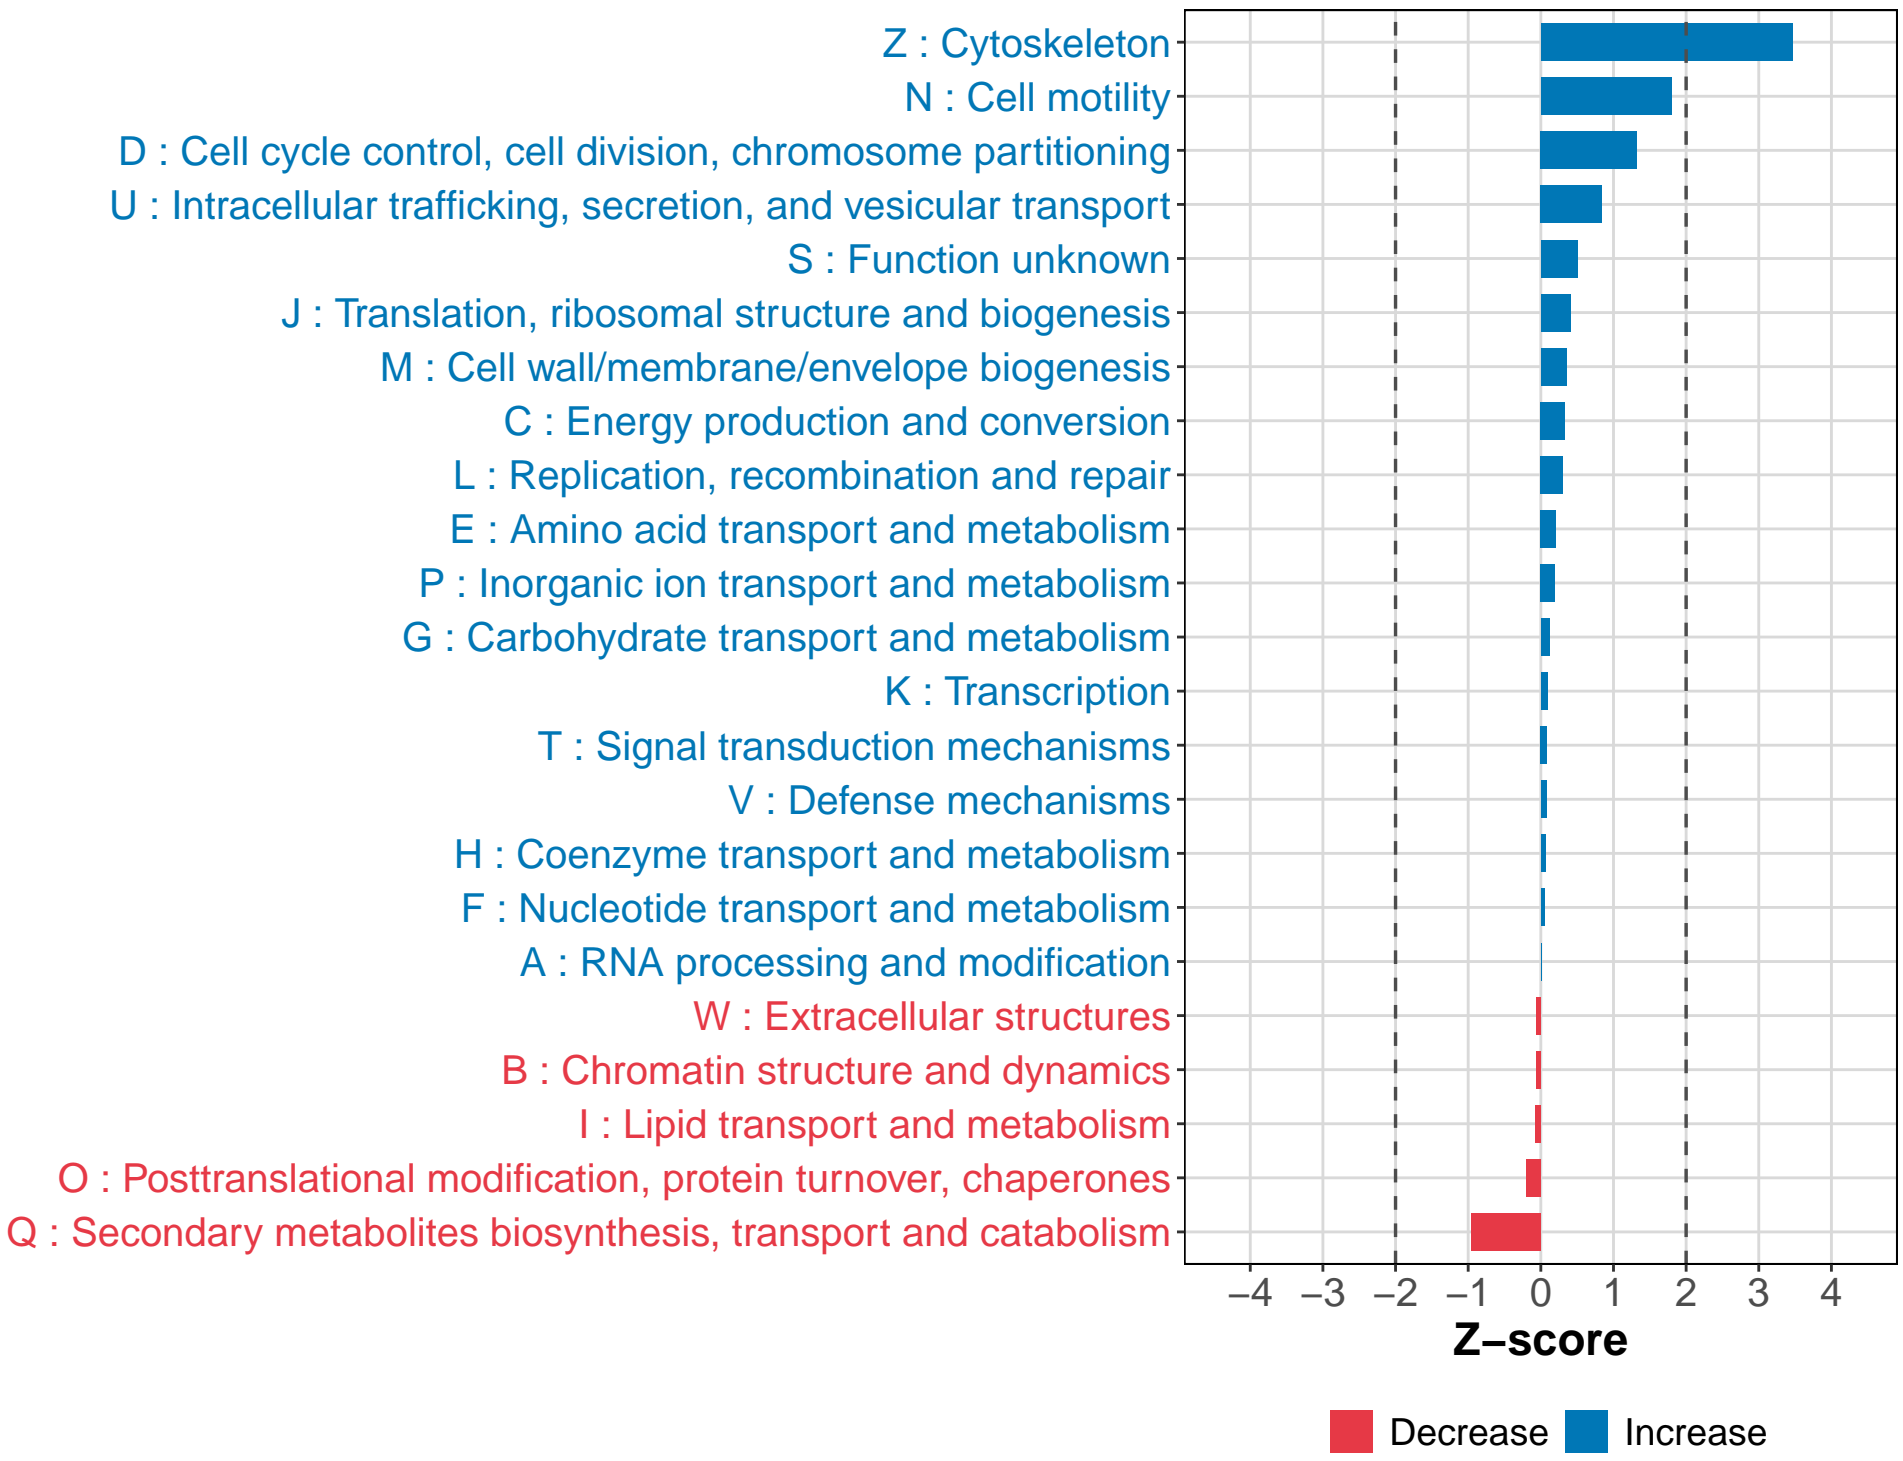 Z : Cytoskeleton
N : Cell motility
D : Cell cycle control, cell division, chromosome partitioning
U : Intracellular trafficking, secretion, and vesicular transport
S : Function unknown
J : Translation, ribosomal structure and biogenesis
M : Cell wall/membrane/envelope biogenesis
C : Energy production and conversion
L : Replication, recombination and repair
E : Amino acid transport and metabolism
P : Inorganic ion transport and metabolism
G : Carbohydrate transport and metabolism
K : Transcription
T : Signal transduction mechanisms
V : Defense mechanisms
H : Coenzyme transport and metabolism
F : Nucleotide transport and metabolism
A : RNA processing and modification
W : Extracellular structures
B : Chromatin structure and dynamics
I : Lipid transport and metabolism
O : Posttranslational modification, protein turnover, chaperones
Q : Secondary metabolites biosynthesis, transport and catabolism
−4 −3 −2 −1 0 1 2 3 4
Z−score
Decrease Increase